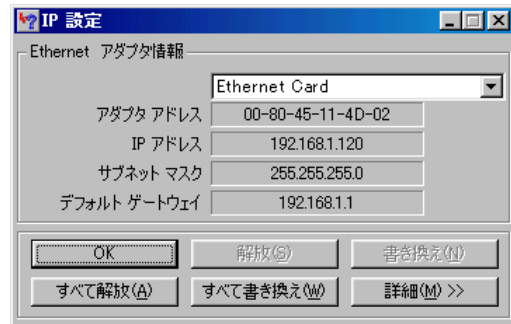 IP 設定
Ethernet アダプタ情報
Ethernet Card
アダプタ アドレス 00-80-45-11-4D-02
IP アドレス 192.168.1.120
サブネット マスク 255.255.255.0
デフォルト ゲートウェイ 192.168.1.1
OK 解放(S) 書き換え(N)
すべて解放(A) すべて書き換え(W) 詳細(M) >>